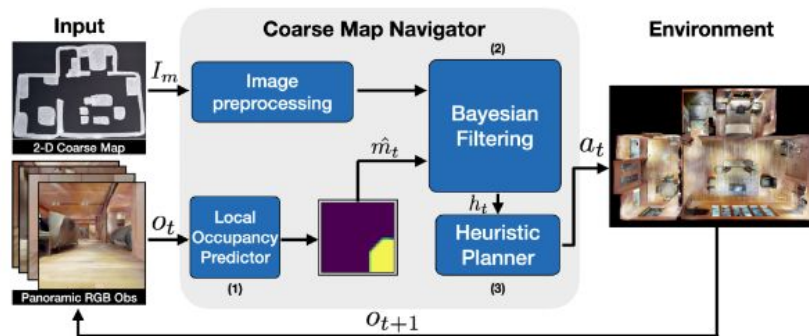 Input
Coarse Map Navigator
Environment
2-D Coarse Map
I_m
Image
preprocessing
(2)
Bayesian
Filtering
m̂_t
a_t
Panoramic RGB Obs
o_t
Local
Occupancy
Predictor
(1)
h_t
Heuristic
Planner
(3)
o_{t+1}